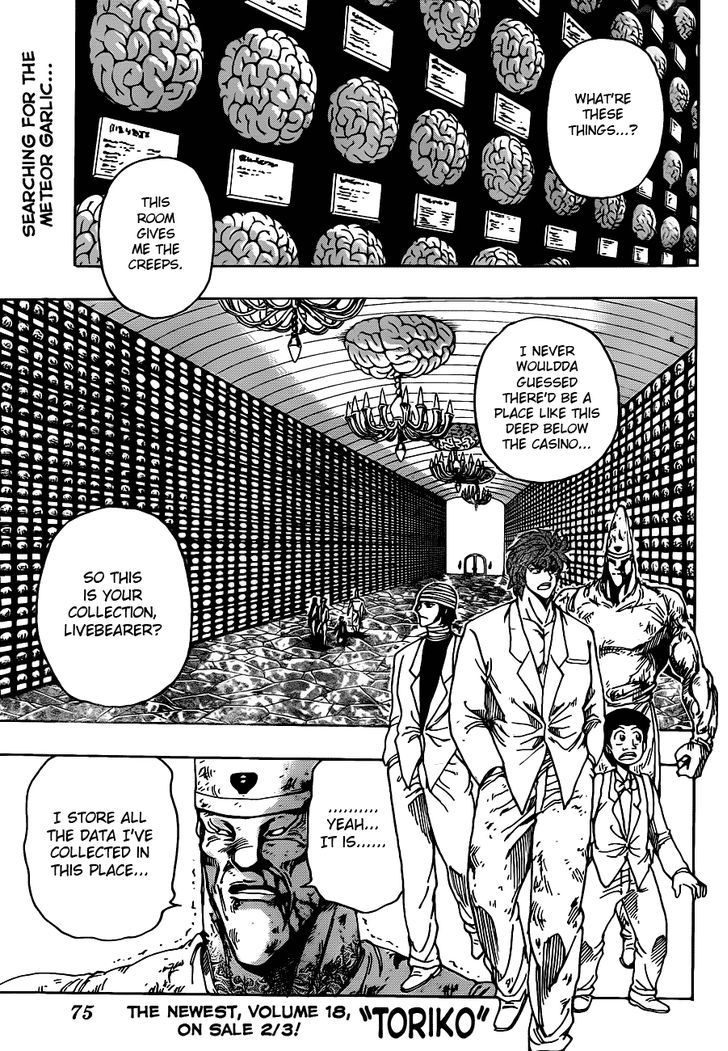 SEARCHING FOR THE
METEOR GARLIC...
WHAT'RE
THESE
THINGS...?
THIS
ROOM
GIVES
ME THE
CREEPS.
I NEVER
WOULDDA
GUESSED
THERE'D BE A
PLACE LIKE THIS
DEEP BELOW
THE CASINO...
SO THIS
IS YOUR
COLLECTION,
LIVEBEARER?
..........
YEAH...
IT IS......
I STORE ALL
THE DATA I'VE
COLLECTED IN
THIS PLACE...
75
THE NEWEST, VOLUME 18,
ON SALE 2/3!
"TORIKO"